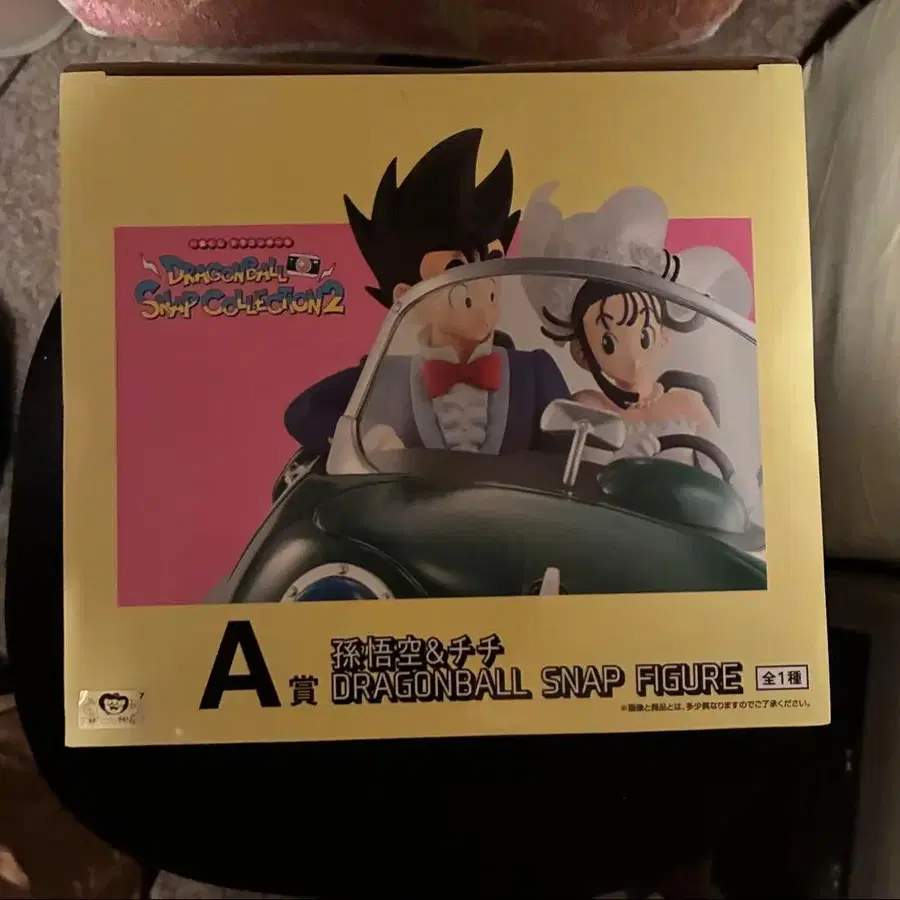 DRAGONBALL
SNAP COLLECTION2
A賞
孫悟空&チチ
DRAGONBALL SNAP FIGURE
全1種
※画像と商品とは、多少異なりますのでご了承ください。